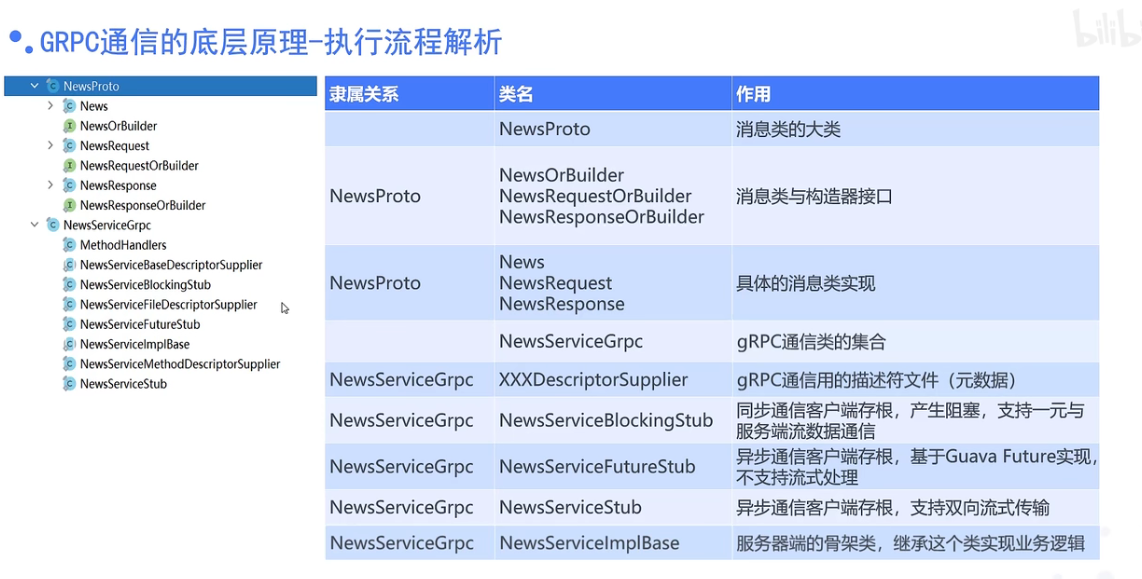 GRPC通信的底层原理-执行流程解析
bilibili
NewsProto
News
NewsOrBuilder
NewsRequest
NewsRequestOrBuilder
NewsResponse
NewsResponseOrBuilder
NewsServiceGrpc
MethodHandlers
NewsServiceBaseDescriptorSupplier
NewsServiceBlockingStub
NewsServiceFileDescriptorSupplier
NewsServiceFutureStub
NewsServiceImplBase
NewsServiceMethodDescriptorSupplier
NewsServiceStub
隶属关系 类名 作用
NewsProto 消息类的大类
NewsOrBuilder
NewsProto NewsRequestOrBuilder 消息类与构造器接口
NewsResponseOrBuilder
News
NewsProto NewsRequest 具体的消息类实现
NewsResponse
NewsServiceGrpc gRPC通信类的集合
NewsServiceGrpc XXXDescriptorSupplier gRPC通信用的描述符文件（元数据）
NewsServiceGrpc NewsServiceBlockingStub 同步通信客户端存根，产生阻塞，支持一元与
服务端流数据通信
NewsServiceGrpc NewsServiceFutureStub 异步通信客户端存根，基于Guava Future实现，
不支持流式处理
NewsServiceGrpc NewsServiceStub 异步通信客户端存根，支持双向流式传输
NewsServiceGrpc NewsServiceImplBase 服务器端的骨架类，继承这个类实现业务逻辑